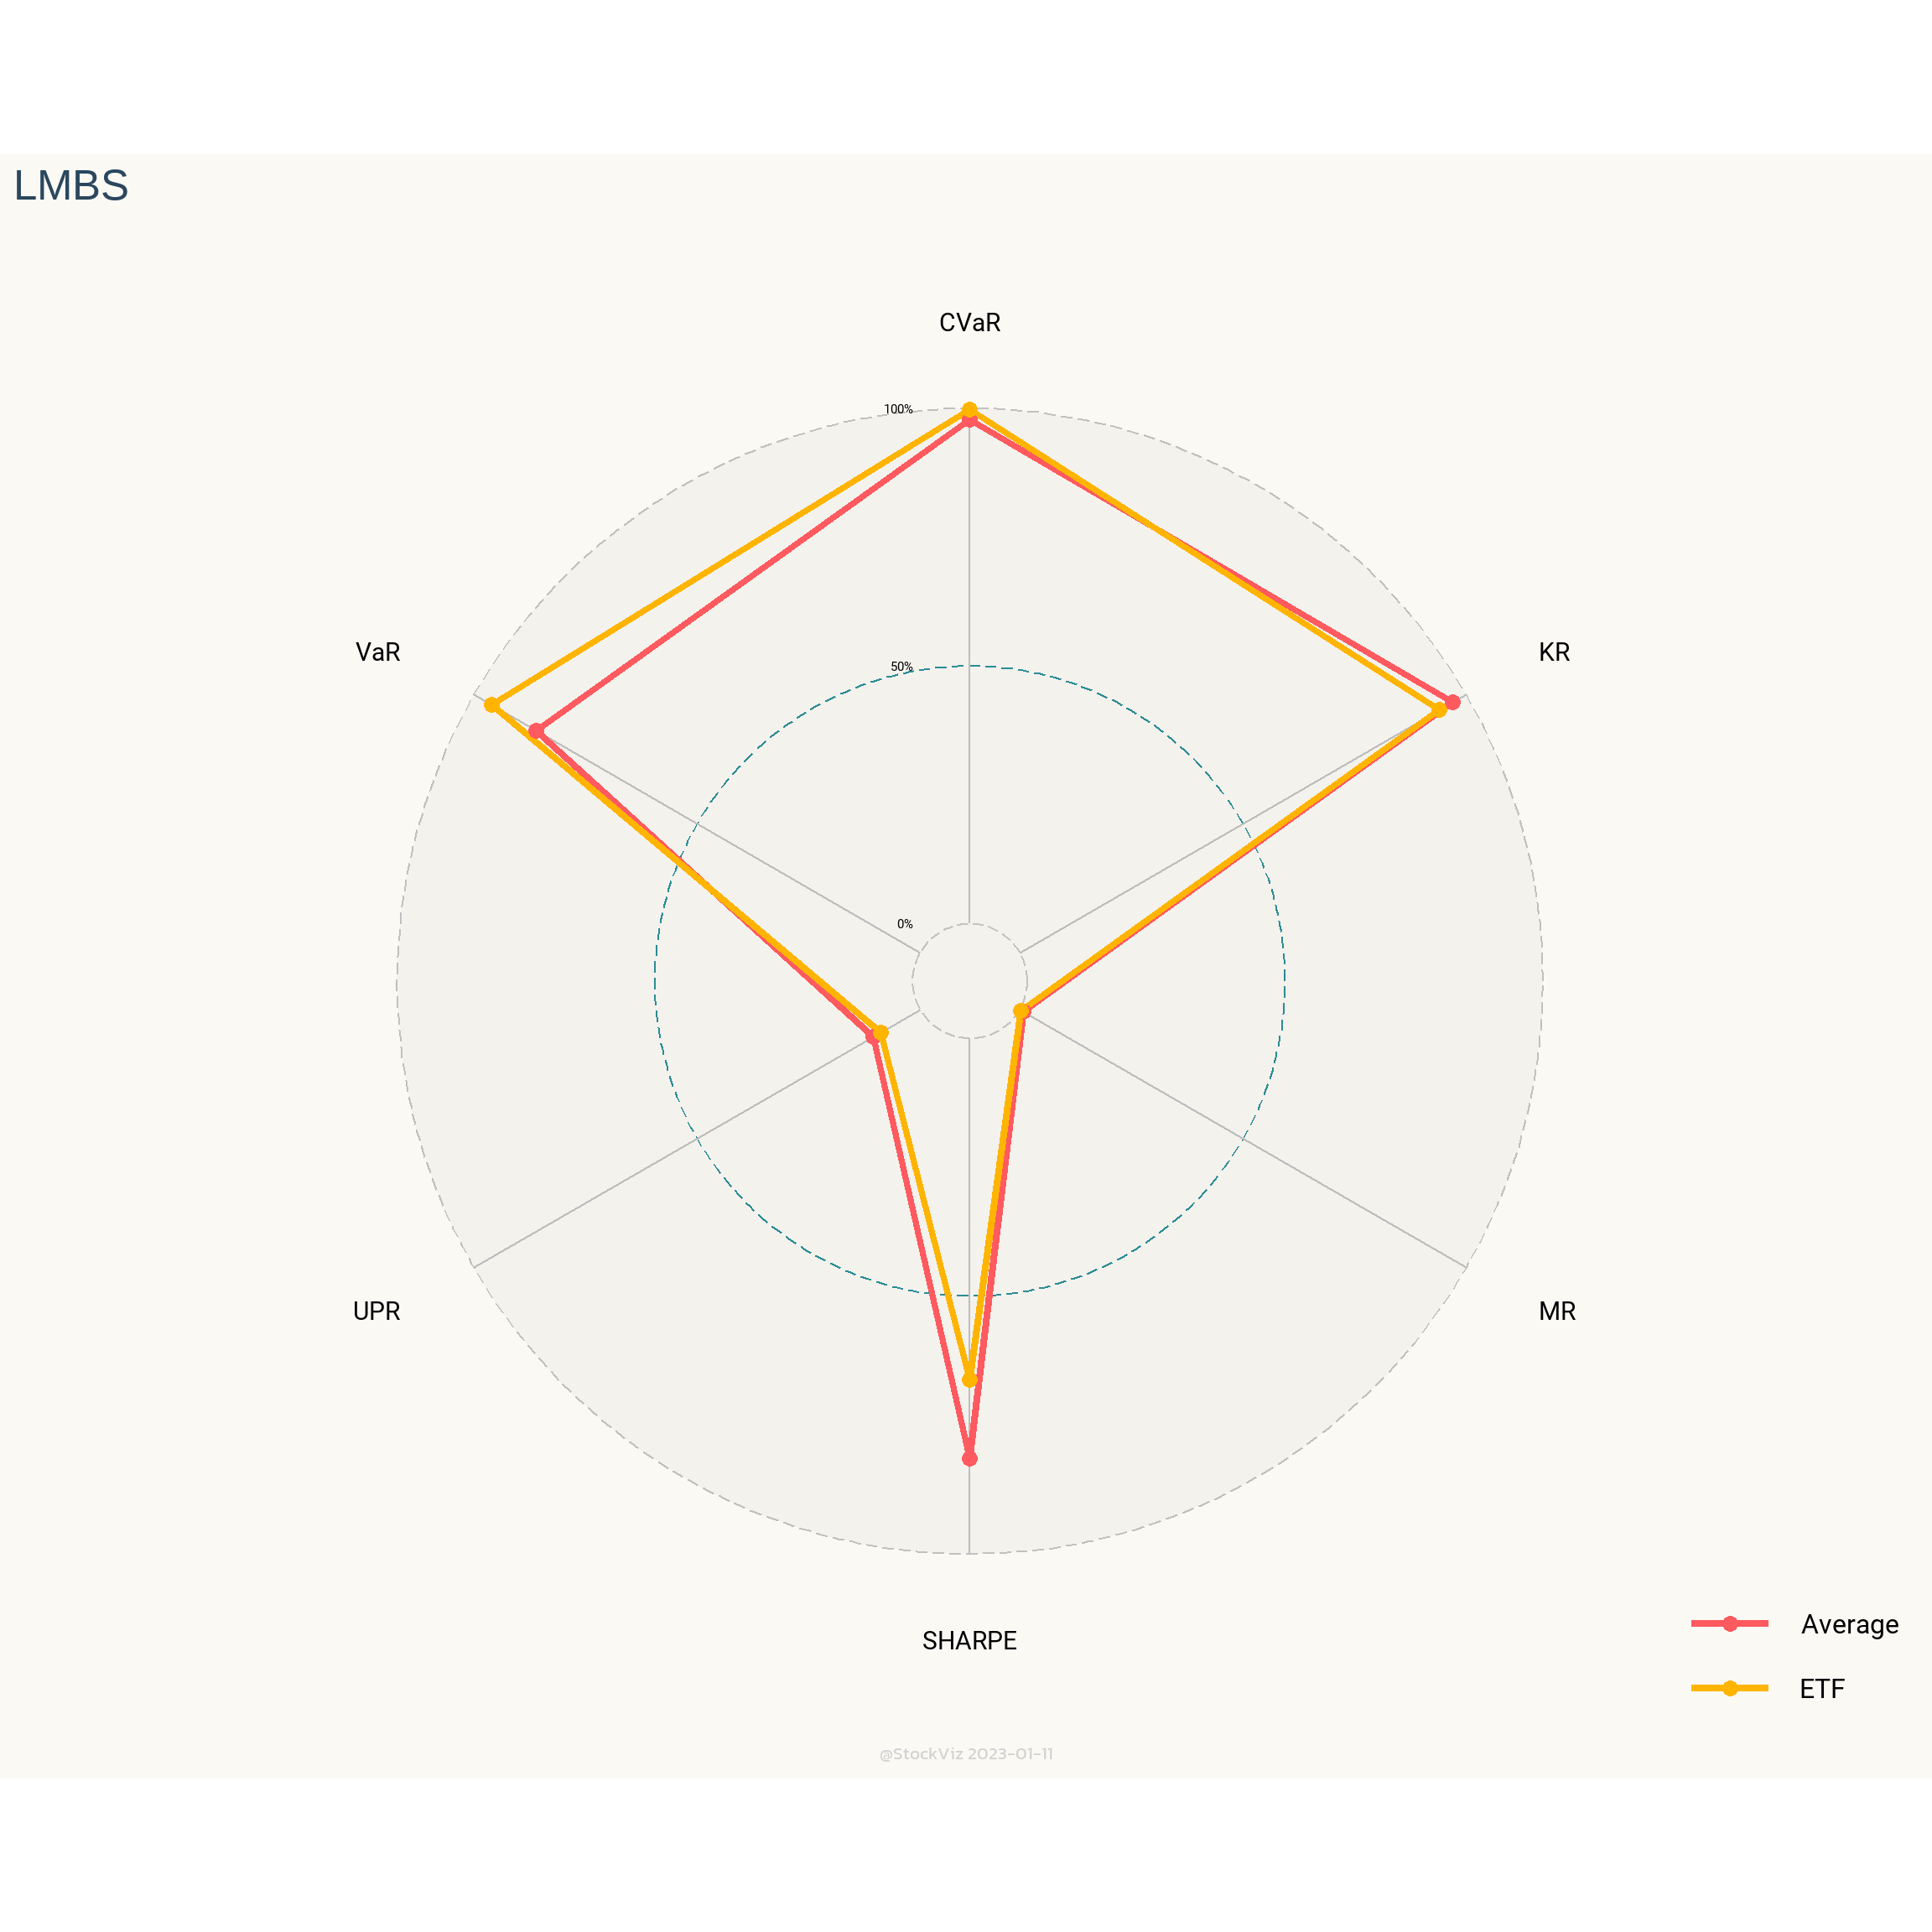 LMBS
CVaR
100%
KR
VaR
50%
0%
UPR
MR
SHARPE
Average
ETF
@StockViz 2023-01-11